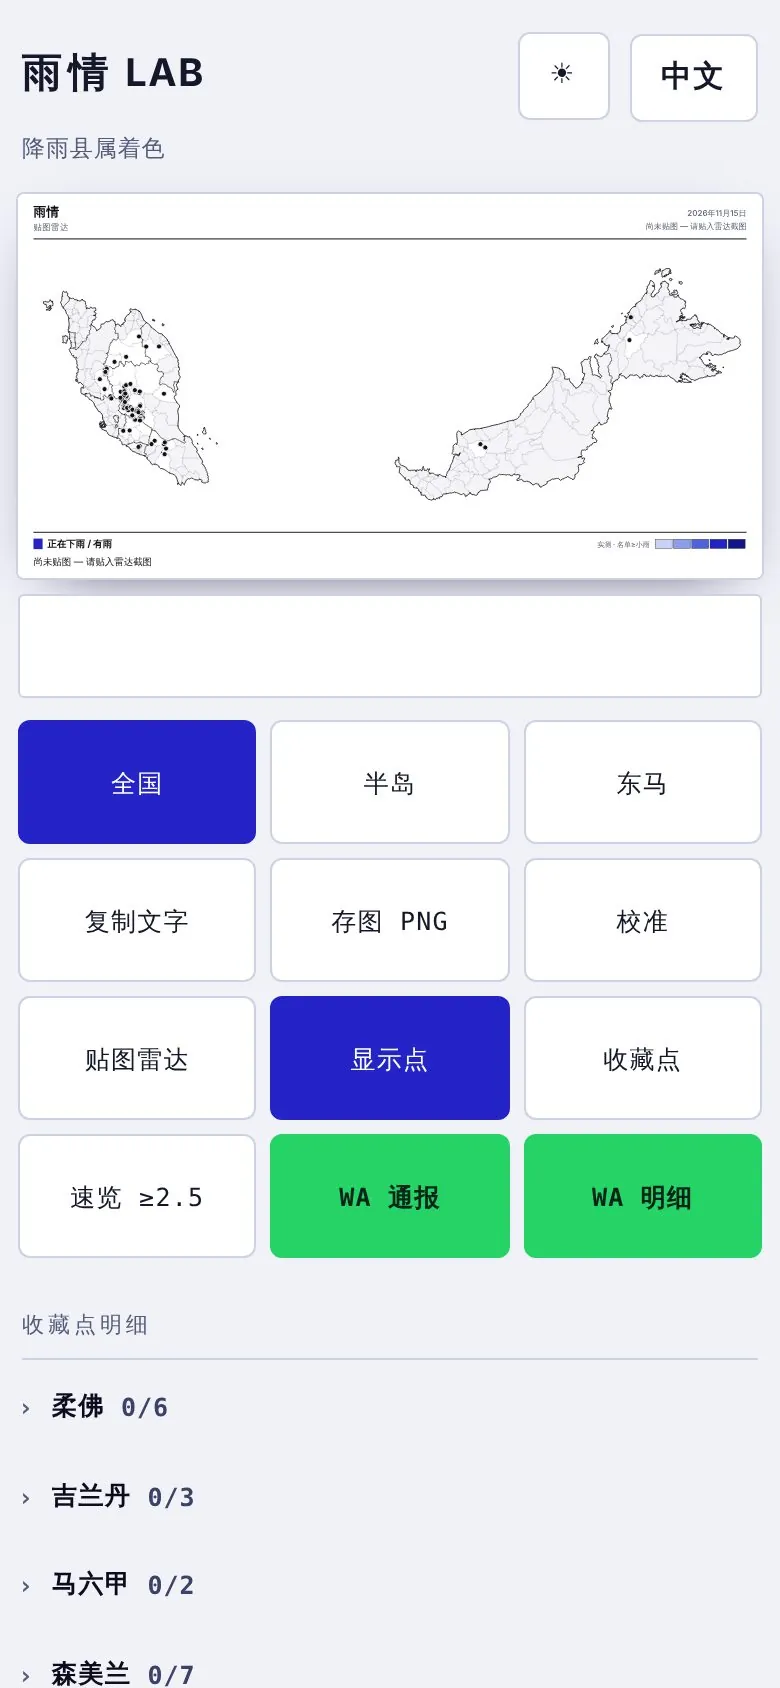 雨情 LAB
中文
降雨县属着色
雨情
2026年11月15日
贴图雷达
尚未贴图 — 请贴入雷达截图
正在下雨 / 有雨
实测 · 名单≥小雨
尚未贴图 — 请贴入雷达截图
全国
半岛
东马
复制文字
存图 PNG
校准
贴图雷达
显示点
收藏点
速览 ≥2.5
WA 通报
WA 明细
收藏点明细
› 柔佛 0/6
› 吉兰丹 0/3
› 马六甲 0/2
› 森美兰 0/7